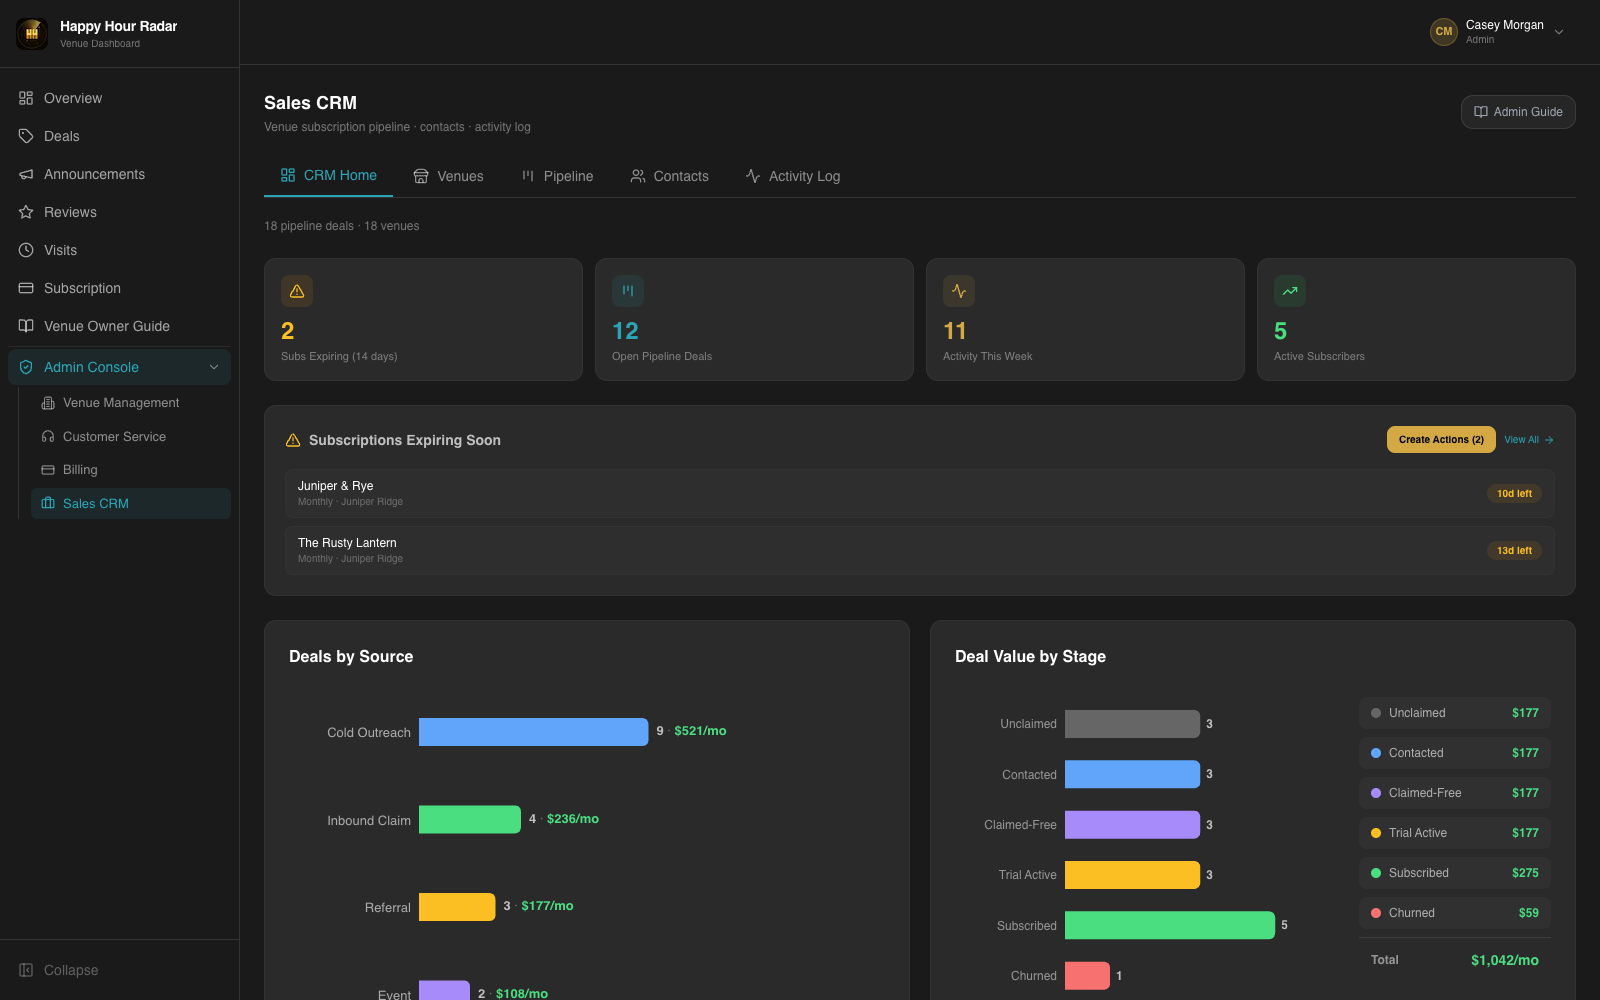 Happy Hour Radar
Venue Dashboard
Overview
Deals
Announcements
Reviews
Visits
Subscription
Venue Owner Guide
Admin Console
Venue Management
Customer Service
Billing
Sales CRM
Collapse
CM
Casey Morgan
Admin
Sales CRM
Venue subscription pipeline · contacts · activity log
Admin Guide
CRM Home
Venues
Pipeline
Contacts
Activity Log
18 pipeline deals · 18 venues
2
Subs Expiring (14 days)
12
Open Pipeline Deals
11
Activity This Week
5
Active Subscribers
Subscriptions Expiring Soon
Create Actions (2)
View All →
Juniper & Rye
Monthly · Juniper Ridge
10d left
The Rusty Lantern
Monthly · Juniper Ridge
13d left
Deals by Source
Cold Outreach 9 · $521/mo
Inbound Claim 4 · $236/mo
Referral 3 · $177/mo
Event 2 · $108/mo
Deal Value by Stage
Unclaimed 3
Contacted 3
Claimed-Free 3
Trial Active 3
Subscribed 5
Churned 1
Unclaimed $177
Contacted $177
Claimed-Free $177
Trial Active $177
Subscribed $275
Churned $59
Total $1,042/mo